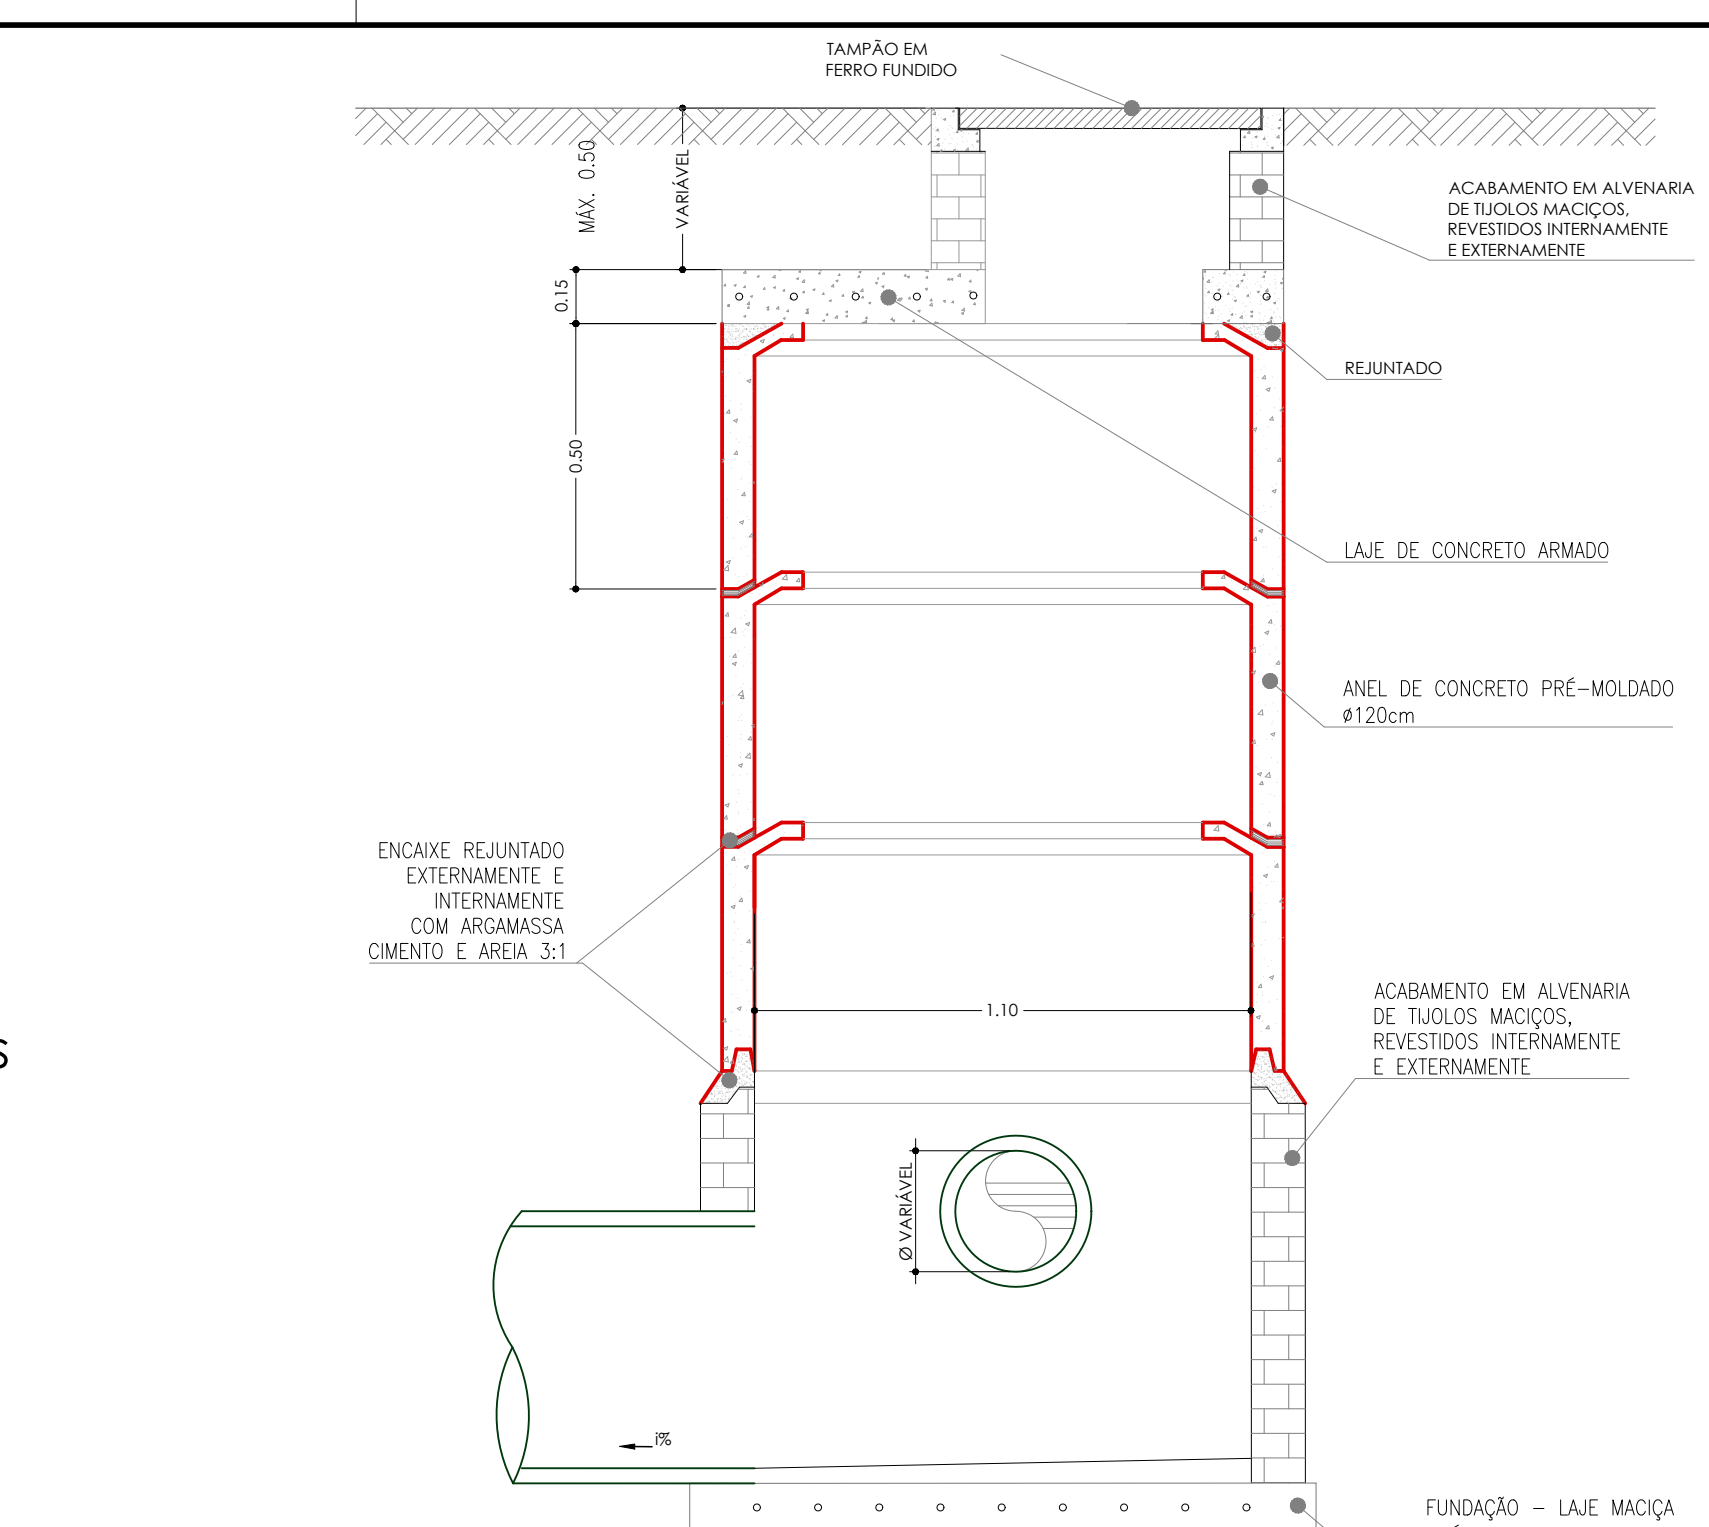 TAMPÃO EM
FERRO FUNDIDO
MÁX. 0.50
VARIÁVEL
ACABAMENTO EM ALVENARIA
DE TIJOLOS MACIÇOS,
REVESTIDOS INTERNAMENTE
E EXTERNAMENTE
0.15
REJUNTADO
0.50
LAJE DE CONCRETO ARMADO
ANEL DE CONCRETO PRÉ-MOLDADO
ø120cm
ENCAIXE REJUNTADO
EXTERNAMENTE E
INTERNAMENTE
COM ARGAMASSA
CIMENTO E AREIA 3:1
1.10
ACABAMENTO EM ALVENARIA
DE TIJOLOS MACIÇOS,
REVESTIDOS INTERNAMENTE
E EXTERNAMENTE
S
Ø VARIÁVEL
i%
FUNDAÇÃO - LAJE MACIÇA